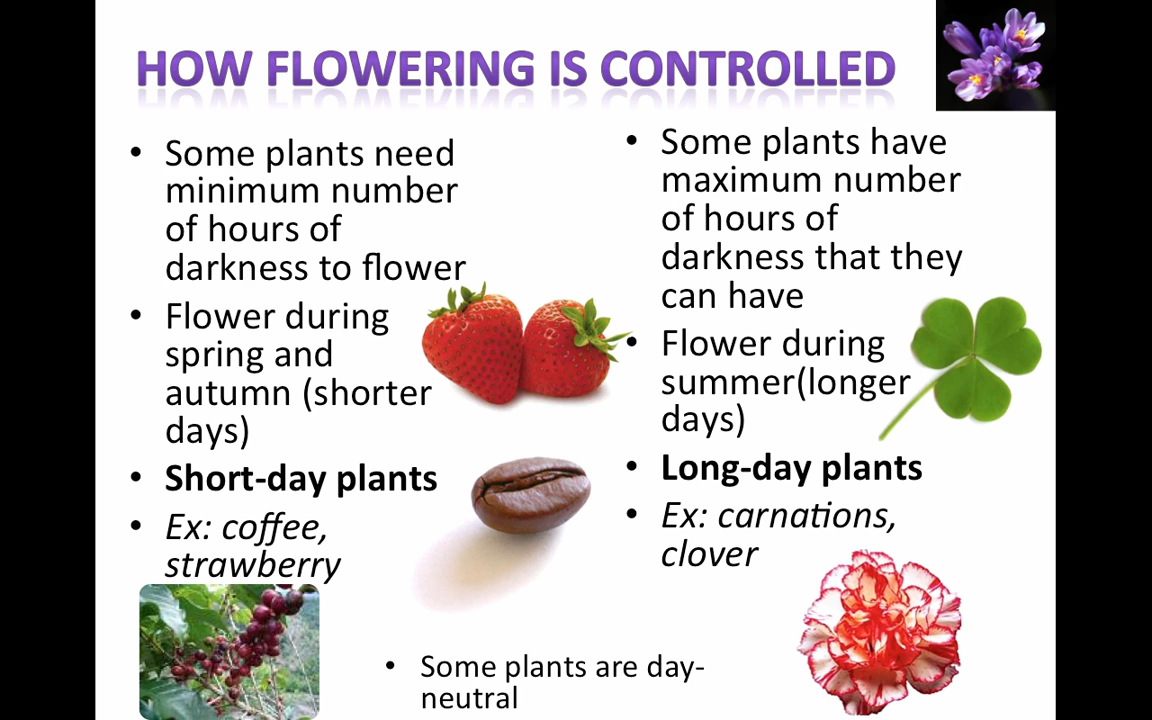 HOW FLOWERING IS CONTROLLED
• Some plants need
minimum number
of hours of
darkness to flower
• Flower during
spring and
autumn (shorter
days)
• Short-day plants
• Ex: coffee,
strawberry
• Some plants have
maximum number
of hours of
darkness that they
can have
• Flower during
summer(longer
days)
• Long-day plants
• Ex: carnations,
clover
• Some plants are day-
neutral